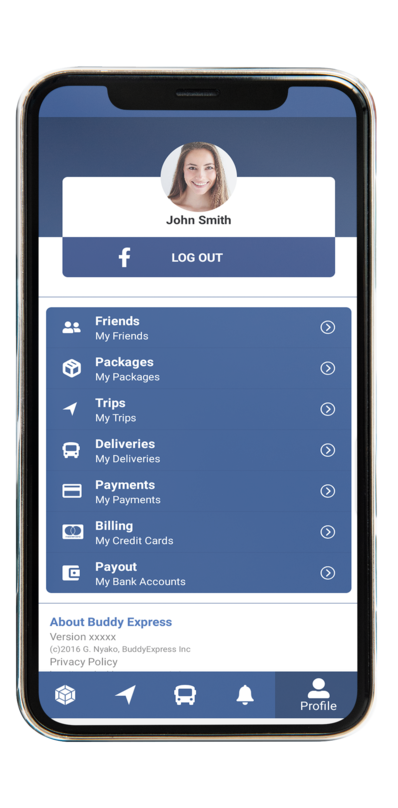 John Smith
LOG OUT
Friends
My Friends
Packages
My Packages
Trips
My Trips
Deliveries
My Deliveries
Payments
My Payments
Billing
My Credit Cards
Payout
My Bank Accounts
About Buddy Express
Version xxxxx
(c)2016 G. Nyako, BuddyExpress Inc
Privacy Policy
Profile